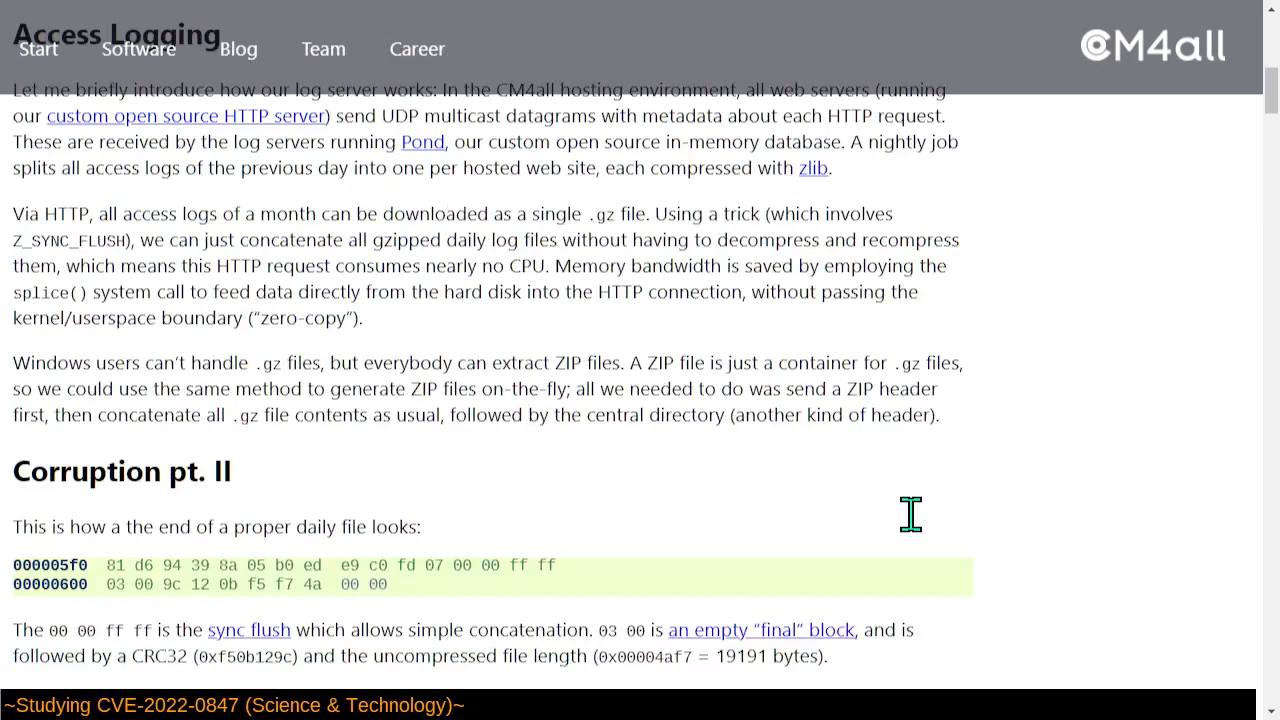 Access Logging
Start Software Blog Team Career
CM4all
Let me briefly introduce how our log server works: In the CM4all hosting environment, all web servers (running
our custom open source HTTP server) send UDP multicast datagrams with metadata about each HTTP request.
These are received by the log servers running Pond, our custom open source in-memory database. A nightly job
splits all access logs of the previous day into one per hosted web site, each compressed with zlib.
Via HTTP, all access logs of a month can be downloaded as a single .gz file. Using a trick (which involves
Z_SYNC_FLUSH), we can just concatenate all gzipped daily log files without having to decompress and recompress
them, which means this HTTP request consumes nearly no CPU. Memory bandwidth is saved by employing the
splice() system call to feed data directly from the hard disk into the HTTP connection, without passing the
kernel/userspace boundary (“zero-copy”).
Windows users can’t handle .gz files, but everybody can extract ZIP files. A ZIP file is just a container for .gz files,
so we could use the same method to generate ZIP files on-the-fly; all we needed to do was send a ZIP header
first, then concatenate all .gz file contents as usual, followed by the central directory (another kind of header).
Corruption pt. II
This is how a the end of a proper daily file looks:
000005f0  81 d6 94 39 8a 05 b0 ed  e9 c0 fd 07 00 00 ff ff
00000600  03 00 9c 12 0b f5 f7 4a  00 00
The 00 00 ff ff is the sync flush which allows simple concatenation. 03 00 is an empty “final” block, and is
followed by a CRC32 (0xf50b129c) and the uncompressed file length (0x00004af7 = 19191 bytes).
~Studying CVE-2022-0847 (Science & Technology)~